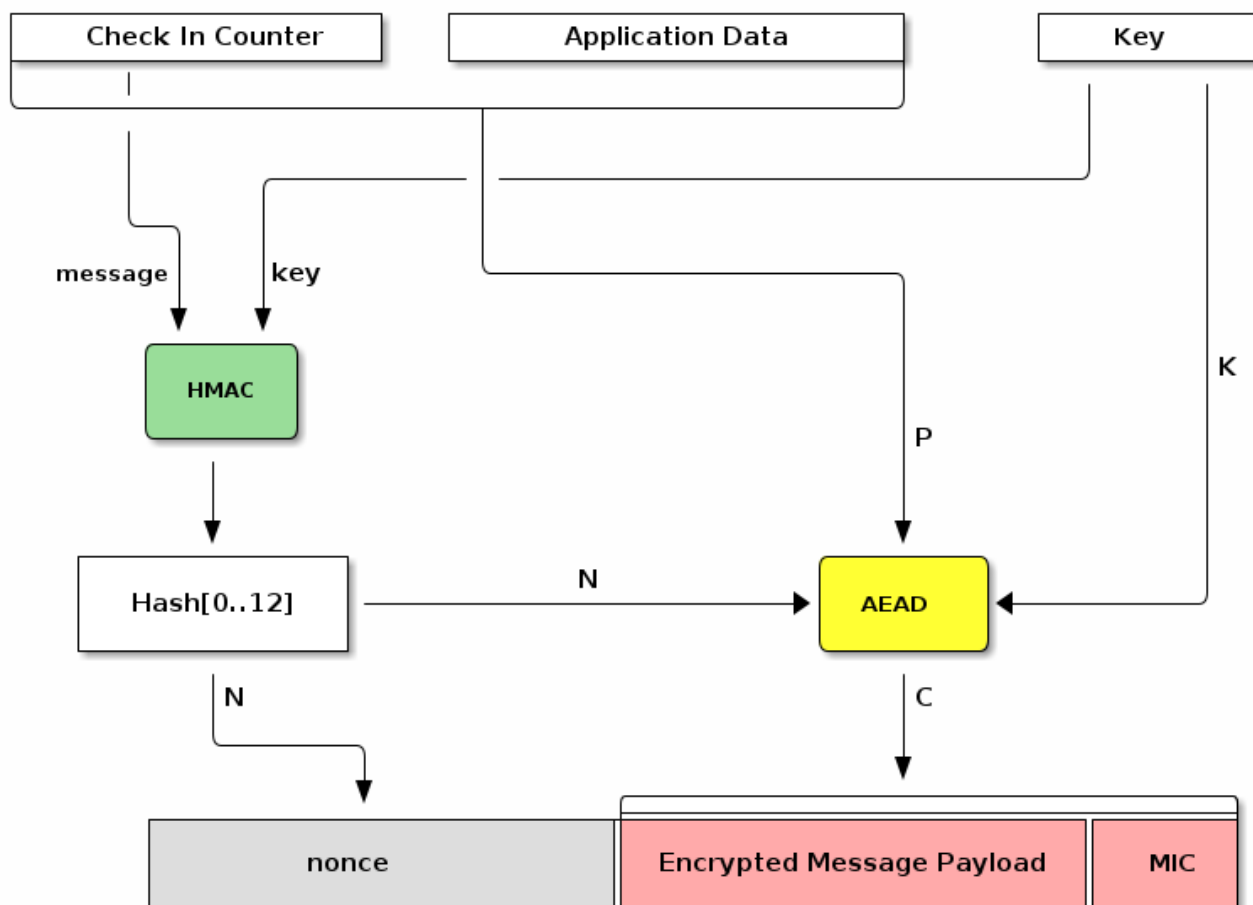 Check In Counter
Application Data
Key
message
key
K
HMAC
P
Hash[0..12]
N
AEAD
N
C
nonce
Encrypted Message Payload
MIC